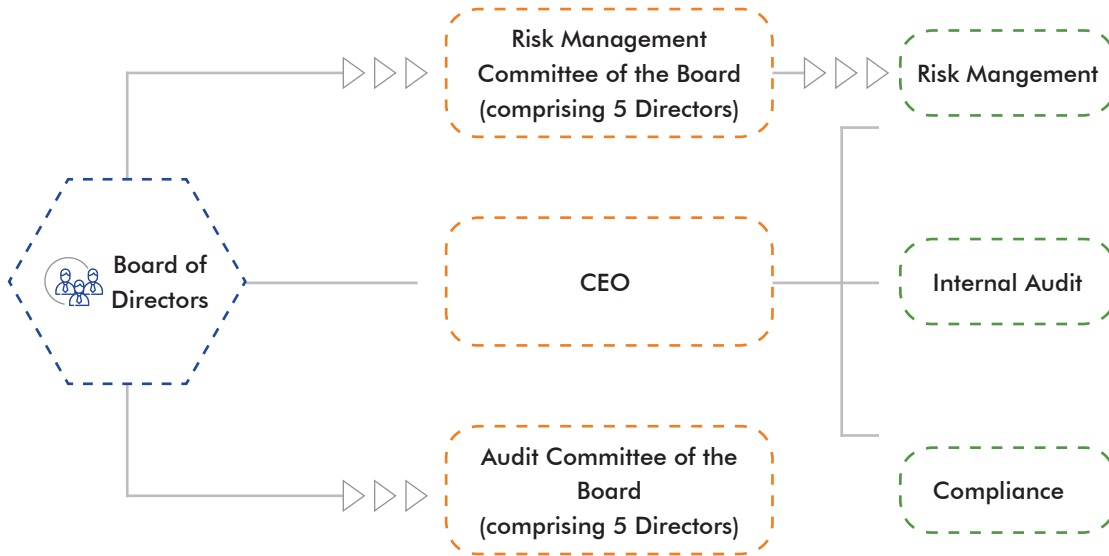 Risk Management
Committee of the Board
(comprising 5 Directors)
Risk Mangement
Board of
Directors
CEO
Internal Audit
Audit Committee of the
Board
(comprising 5 Directors)
Compliance